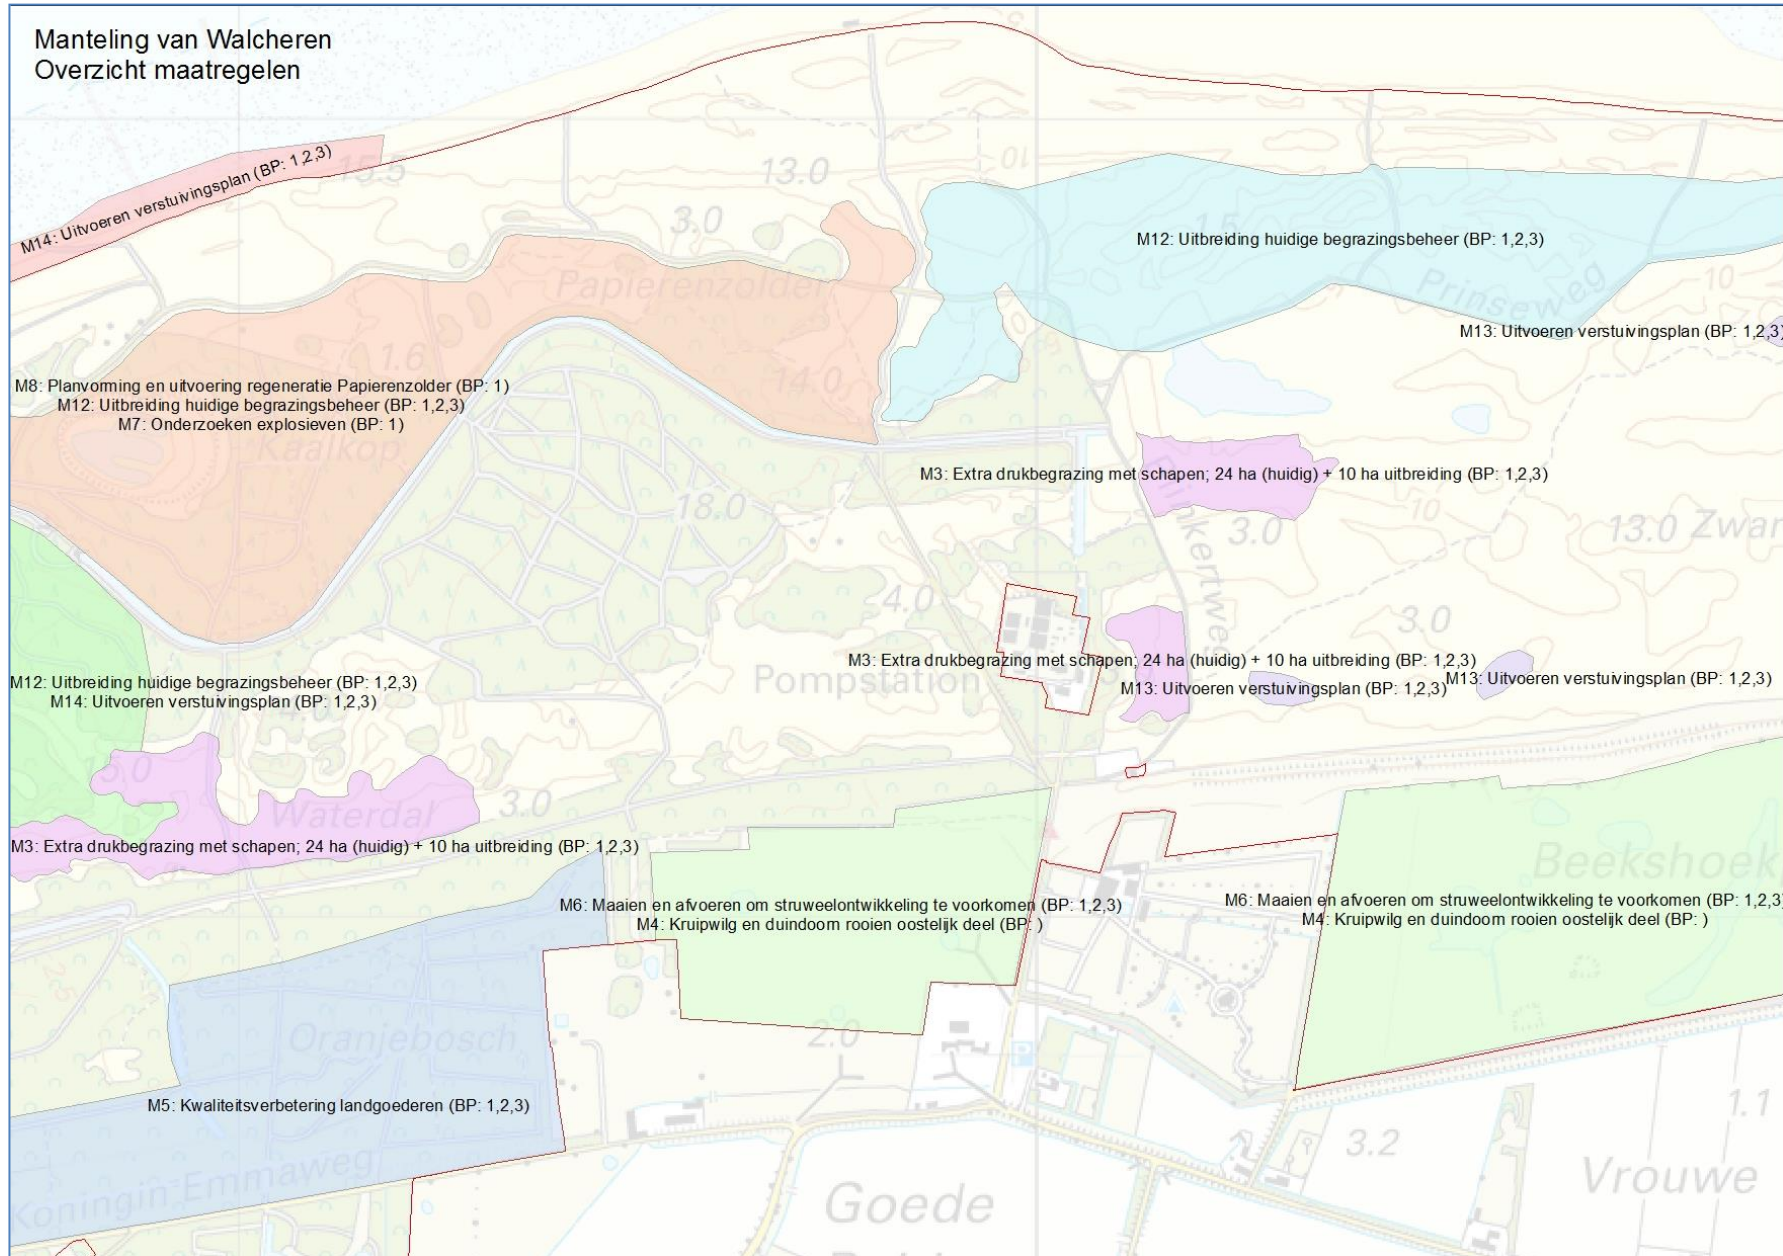 Manteling van Walcheren
Overzicht maatregelen
M14: Uitvoeren verstuivingsplan (BP: 1,2,3)
15.5
13.0
10
3.0
15
M12: Uitbreiding huidige begrazingsbeheer (BP: 1,2,3)
Papierenzolder
Prinseweg
10
10
M13: Uitvoeren verstuivingsplan (BP: 1,2,3)
1.6
14.0
M8: Planvorming en uitvoering regeneratie Papierenzolder (BP: 1)
M12: Uitbreiding huidige begrazingsbeheer (BP: 1,2,3)
M7: Onderzoeken explosieven (BP: 1)
Kaalkop
M3: Extra drukbegrazing met schapen; 24 ha (huidig) + 10 ha uitbreiding (BP: 1,2,3)
18.0
10
3.0
13.0
Zwar
4.0
3.0
M3: Extra drukbegrazing met schapen; 24 ha (huidig) + 10 ha uitbreiding (BP: 1,2,3)
Pompstation
M13: Uitvoeren verstuivingsplan (BP: 1,2,3)
M13: Uitvoeren verstuivingsplan (BP: 1,2,3)
M12: Uitbreiding huidige begrazingsbeheer (BP: 1,2,3)
M14: Uitvoeren verstuivingsplan (BP: 1,2,3)
15.0
Waterdal
3.0
M3: Extra drukbegrazing met schapen; 24 ha (huidig) + 10 ha uitbreiding (BP: 1,2,3)
Beekshoek
M6: Maaien en afvoeren om struweelontwikkeling te voorkomen (BP: 1,2,3)
M4: Kruipwilg en duindoorn rooien oostelijk deel (BP: )
M6: Maaien en afvoeren om struweelontwikkeling te voorkomen (BP: 1,2,3)
M4: Kruipwilg en duindoorn rooien oostelijk deel (BP: )
Oranjebosch
2.0
P
M5: Kwaliteitsverbetering landgoederen (BP: 1,2,3)
1.1
3.2
Koningin Emmaweg
Goede
Vrouwe